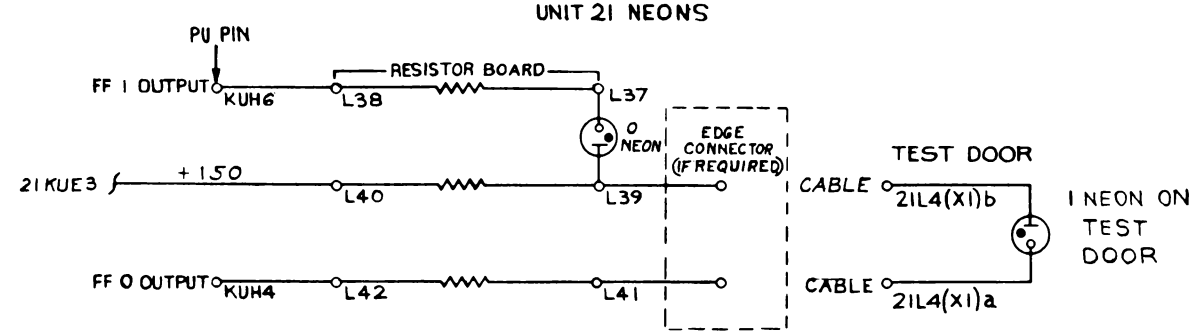 UNIT 21 NEONS
PU PIN
RESISTOR BOARD
FF 1 OUTPUT
KUH6
L38
L37
O
NEON
EDGE
CONNECTOR
(IF REQUIRED)
TEST DOOR
21KUE3
+150
L40
L39
CABLE
21L4(X1)b
1 NEON ON
TEST
DOOR
FF 0 OUTPUT
KUH4
L42
L41
CABLE
21L4(X1)a